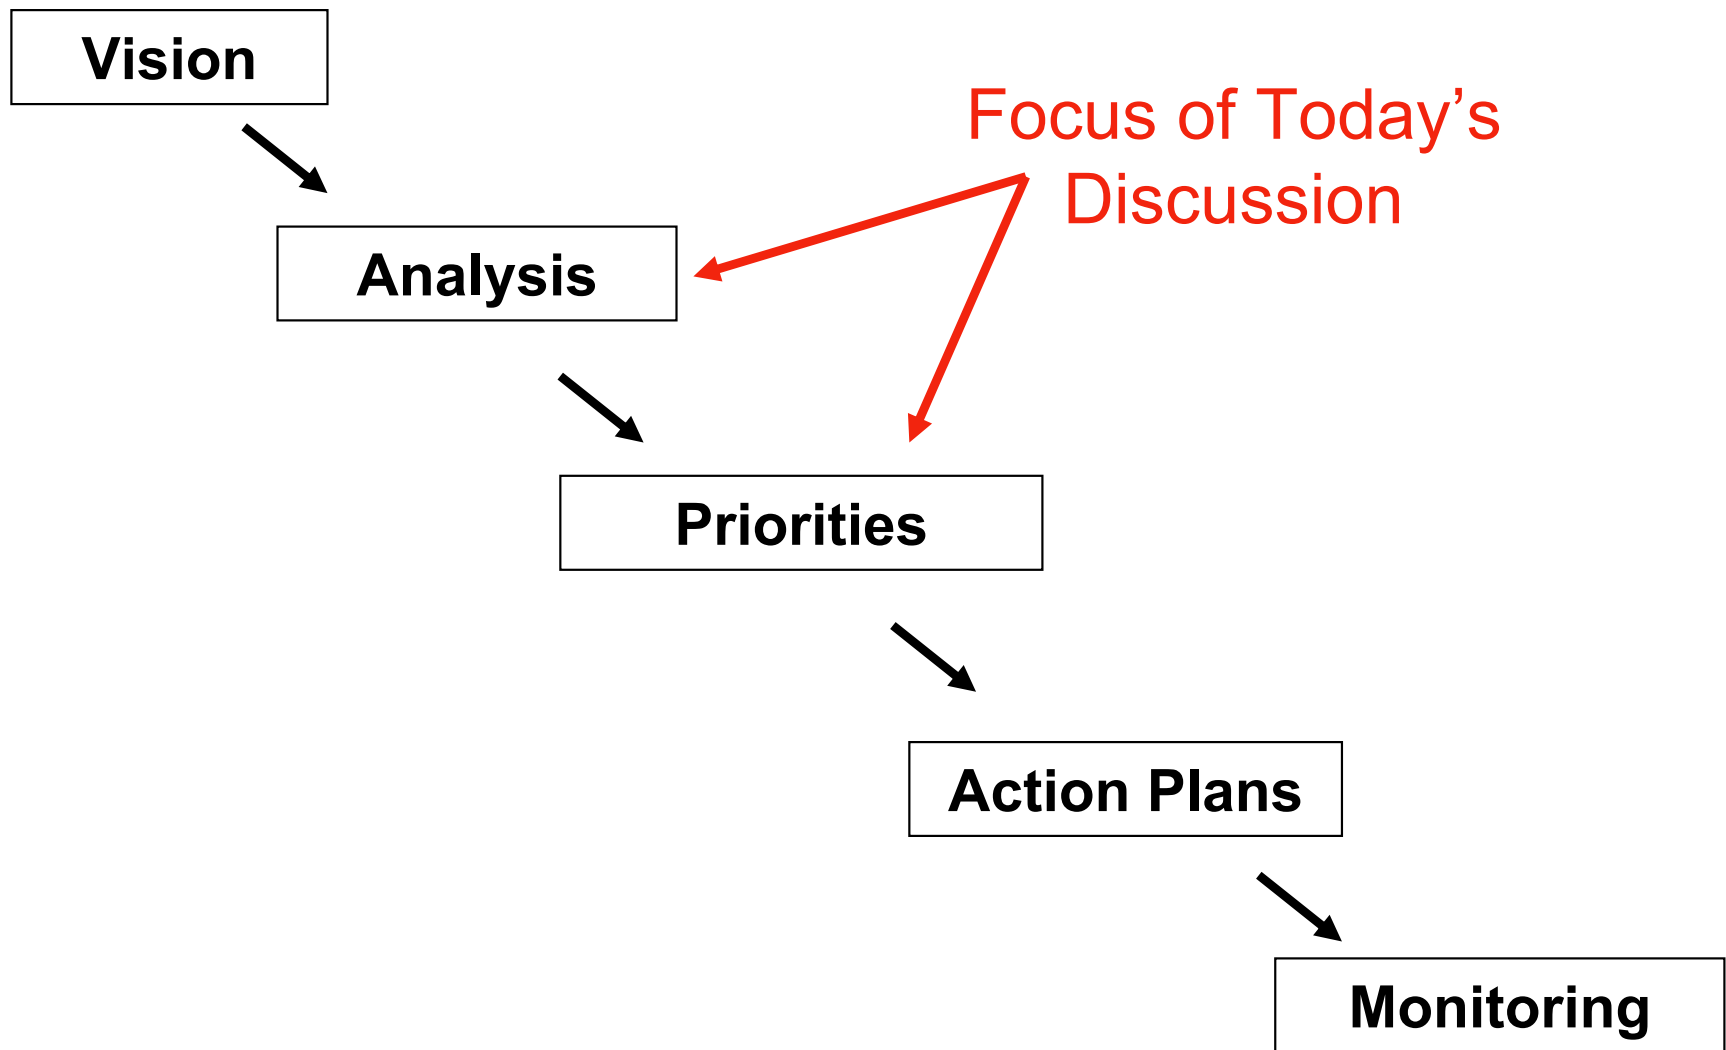 Vision
Focus of Today’s
Discussion
Analysis
Priorities
Action Plans
Monitoring